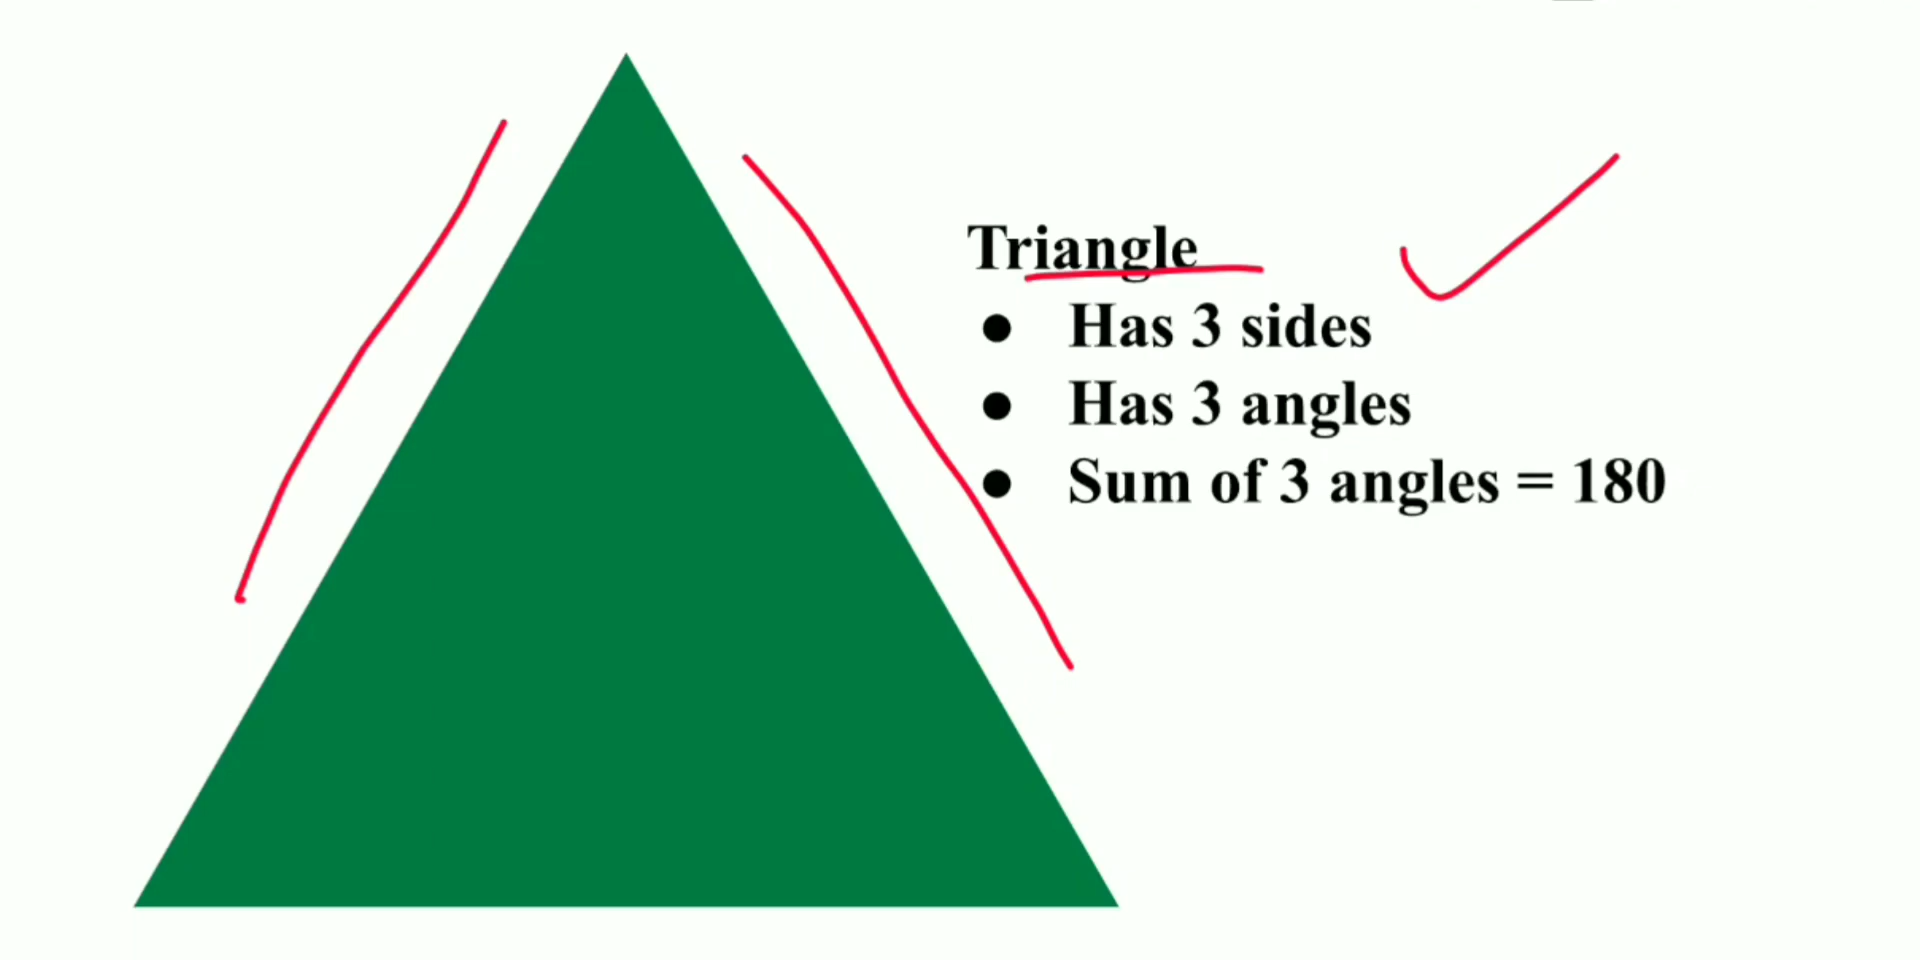 Triangle
● Has 3 sides
● Has 3 angles
● Sum of 3 angles = 180